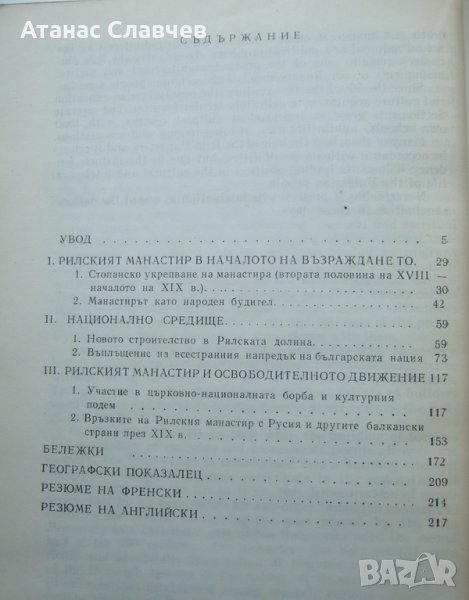 Атанас Славчев
СЪДЪРЖАНИЕ
УВОД 5
I. РИЛСКИЯТ МАНАСТИР В НАЧАЛОТО НА ВЪЗРАЖДАНЕ ТО. 29
1. Стопанско укрепване на манастира (втората половина на XVIII —
началото на XIX в.) 30
2. Манастирът като народен будител 42
II. НАЦИОНАЛНО СРЕДИЩЕ 59
1. Новото строителство в Рилската долина 59
2. Въплъщение на всестранния напредък на българската нация 73
III. РИЛСКИЯТ МАНАСТИР И ОСВОБОДИТЕЛНОТО ДВИЖЕНИЕ 117
1. Участие в църковно-националната борба и културния
подем 117
2. Връзките на Рилския манастир с Русия и другите балкански
страни през XIX в. 153
БЕЛЕЖКИ 172
ГЕОГРАФСКИ ПОКАЗАЛЕЦ 209
РЕЗЮМЕ НА ФРЕНСКИ 214
РЕЗЮМЕ НА АНГЛИЙСКИ 217
BAZAR